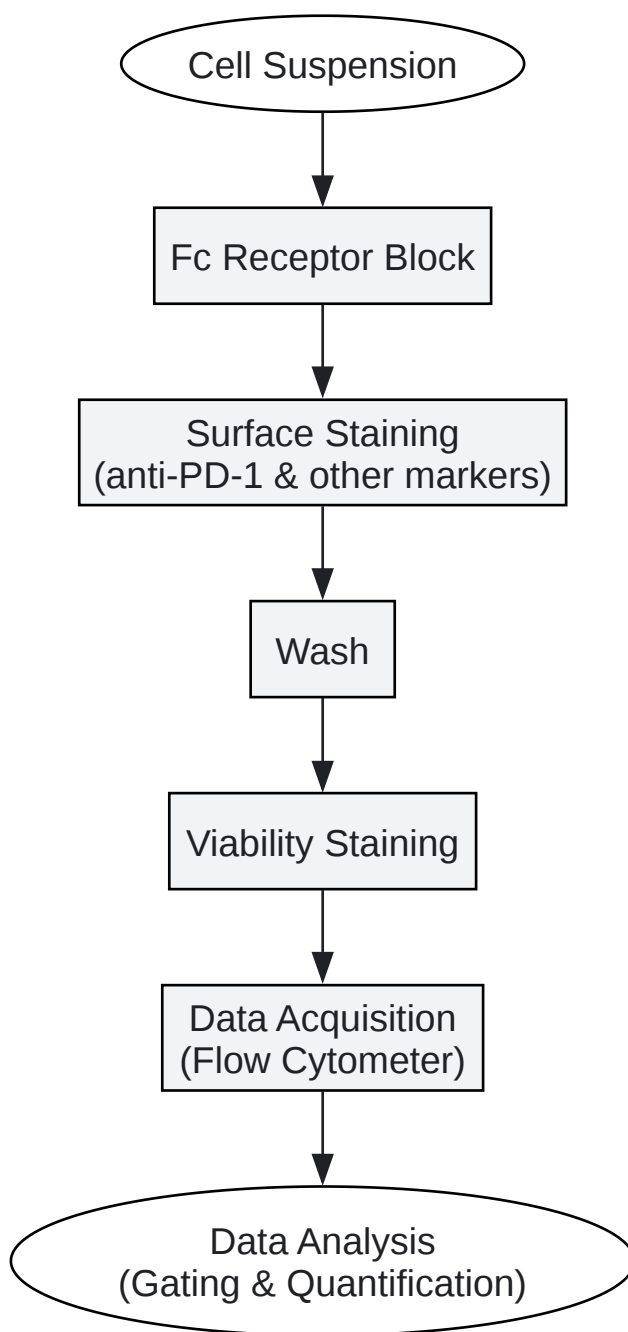 Cell Suspension
Fc Receptor Block
Surface Staining
(anti-PD-1 & other markers)
Wash
Viability Staining
Data Acquisition
(Flow Cytometer)
Data Analysis
(Gating & Quantification)